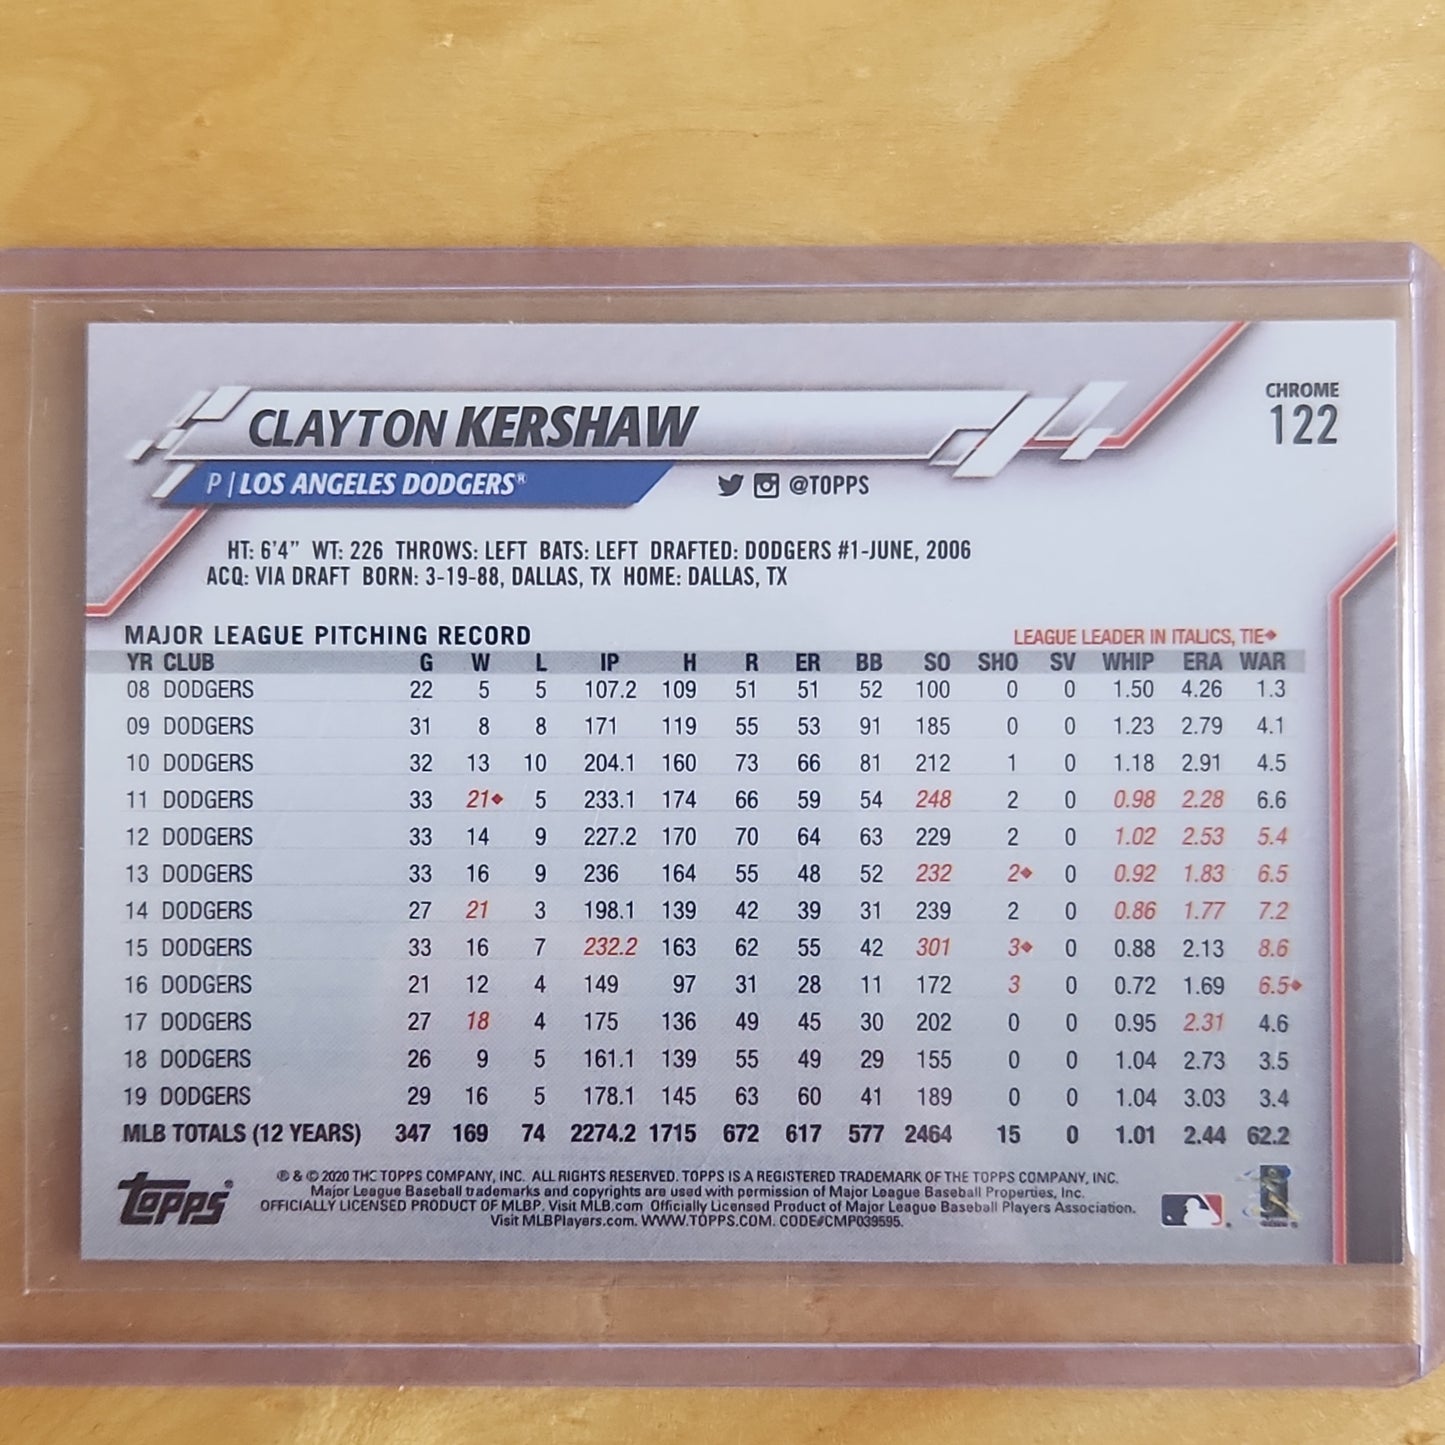 CHROME
122
CLAYTON KERSHAW
P | LOS ANGELES DODGERS® @TOPPS
HT: 6'4" WT: 226 THROWS: LEFT BATS: LEFT DRAFTED: DODGERS #1-JUNE, 2006
ACQ: VIA DRAFT BORN: 3-19-88, DALLAS, TX HOME: DALLAS, TX
MAJOR LEAGUE PITCHING RECORD LEAGUE LEADER IN ITALICS, TIE◆
YR CLUB G W L IP H R ER BB SO SHO SV WHIP ERA WAR
08 DODGERS 22 5 5 107.2 109 51 51 52 100 0 0 1.50 4.26 1.3
09 DODGERS 31 8 8 171 119 55 53 91 185 0 0 1.23 2.79 4.1
10 DODGERS 32 13 10 204.1 160 73 66 81 212 1 0 1.18 2.91 4.5
11 DODGERS 33 21◆ 5 233.1 174 66 59 54 248 2 0 0.98 2.28 6.6
12 DODGERS 33 14 9 227.2 170 70 64 63 229 2 0 1.02 2.53 5.4
13 DODGERS 33 16 9 236 164 55 48 52 232 2◆ 0 0.92 1.83 6.5
14 DODGERS 27 21 3 198.1 139 42 39 31 239 2 0 0.86 1.77 7.2
15 DODGERS 33 16 7 232.2 163 62 55 42 301 3◆ 0 0.88 2.13 8.6
16 DODGERS 21 12 4 149 97 31 28 11 172 3 0 0.72 1.69 6.5◆
17 DODGERS 27 18 4 175 136 49 45 30 202 0 0 0.95 2.31 4.6
18 DODGERS 26 9 5 161.1 139 55 49 29 155 0 0 1.04 2.73 3.5
19 DODGERS 29 16 5 178.1 145 63 60 41 189 0 0 1.04 3.03 3.4
MLB TOTALS (12 YEARS) 347 169 74 2274.2 1715 672 617 577 2464 15 0 1.01 2.44 62.2
topps®
® & © 2020 THE TOPPS COMPANY, INC. ALL RIGHTS RESERVED. TOPPS IS A REGISTERED TRADEMARK OF THE TOPPS COMPANY, INC.
Major League Baseball trademarks and copyrights are used with permission of Major League Baseball Properties, Inc.
OFFICIALLY LICENSED PRODUCT OF MLBP. Visit MLB.com Officially Licensed Product of Major League Baseball Players Association.
Visit MLBPlayers.com. WWW.TOPPS.COM. CODE#CMP039595.